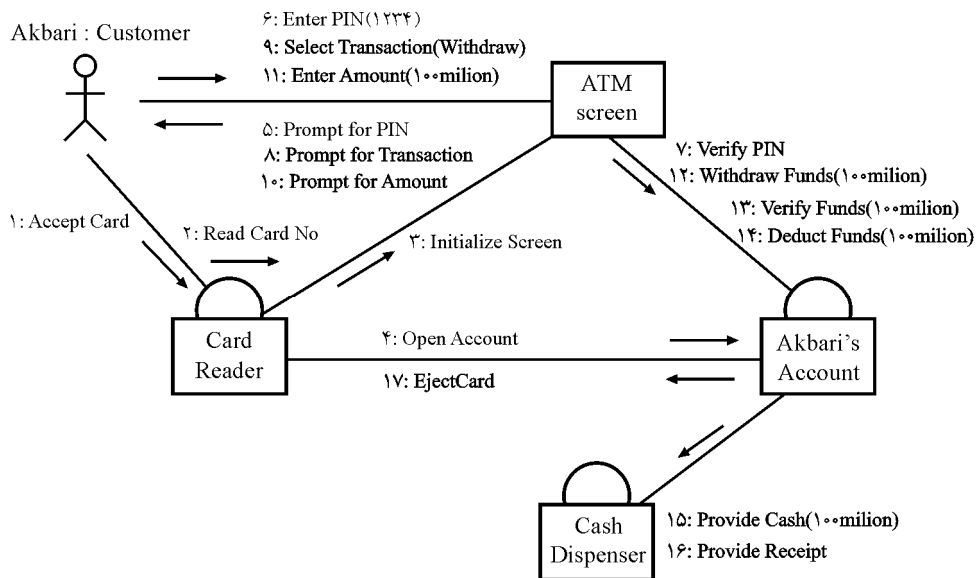 Akbari : Customer
۶: Enter PIN(۱۲۳۴)
۹: Select Transaction(Withdraw)
۱۱: Enter Amount(۱۰۰milion)
ATM
screen
۵: Prompt for PIN
۸: Prompt for Transaction
۱۰: Prompt for Amount
۷: Verify PIN
۱۲: Withdraw Funds(۱۰۰milion)
۱۳: Verify Funds(۱۰۰milion)
۱۴: Deduct Funds(۱۰۰milion)
۱: Accept Card
۲: Read Card No
۳: Initialize Screen
Card
Reader
۴: Open Account
۱۷: EjectCard
Akbari’s
Account
Cash
Dispenser
۱۵: Provide Cash(۱۰۰milion)
۱۶: Provide Receipt